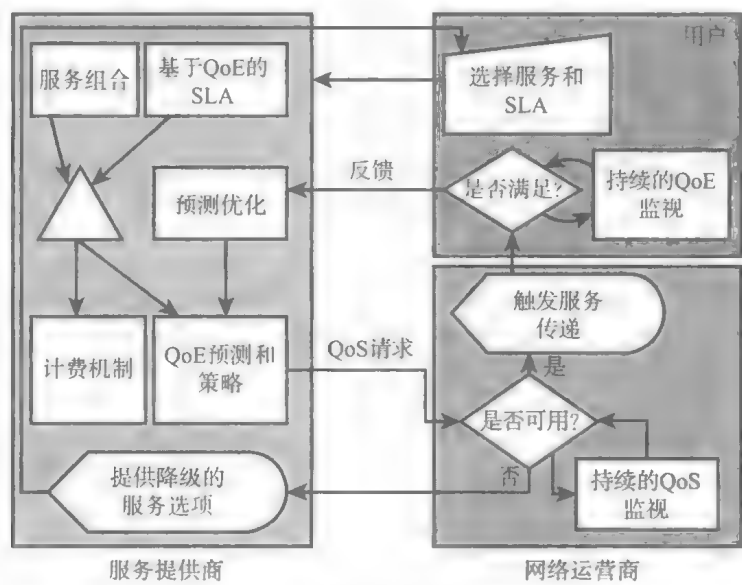 用户
服务组合
基于QoE的
SLA
选择服务和
SLA
反馈
预测优化
是否满足?
持续的QoE
监视
触发服务
传递
计费机制
QoE预测和
策略
QoS请求
是
是否可用?
否
提供降级的
服务选项
持续的QoS
监视
服务提供商
网络运营商